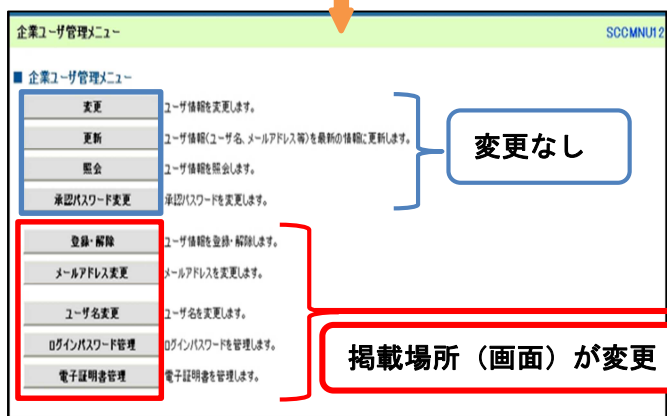 企業ユーザ管理メニュー SCCMNU12
■ 企業ユーザ管理メニュー
変更 ユーザ情報を変更します。
更新 ユーザ情報(ユーザ名、メールアドレス等)を最新の情報に更新します。
照会 ユーザ情報を照会します。
承認パスワード変更 承認パスワードを変更します。
変更なし
登録・解除 ユーザ情報を登録・解除します。
メールアドレス変更 メールアドレスを変更します。
ユーザ名変更 ユーザ名を変更します。
ログインパスワード管理 ログインパスワードを管理します。
電子証明書管理 電子証明書を管理します。
掲載場所（画面）が変更